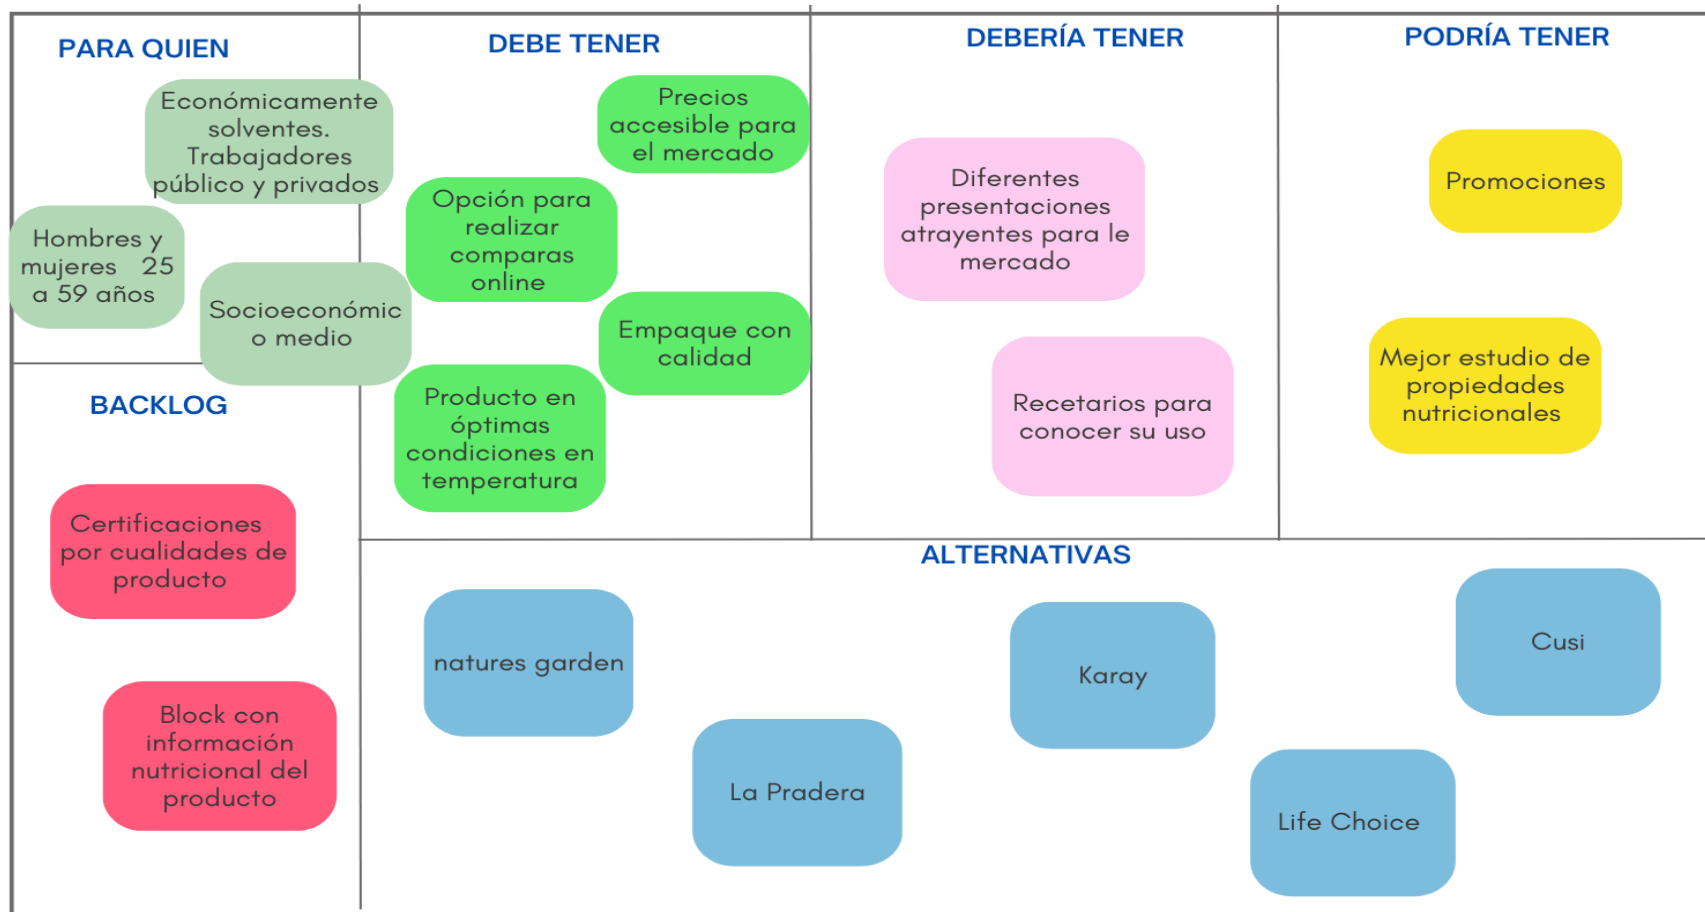 PARA QUIEN
Económicamente
solventes.
Trabajadores
público y privados
Hombres y
mujeres 25
a 59 años
Socioeconómic
o medio
DEBE TENER
Precios
accesible para
el mercado
Opción para
realizar
comparas
online
Empaque con
calidad
Producto en
óptimas
condiciones en
temperatura
DEBERÍA TENER
Diferentes
presentaciones
atrayentes para le
mercado
Recetarios para
conocer su uso
PODRÍA TENER
Promociones
Mejor estudio de
propiedades
nutricionales
BACKLOG
Certificaciones
por cualidades de
producto
Block con
información
nutricional del
producto
ALTERNATIVAS
natures garden
La Pradera
Karay
Life Choice
Cusi